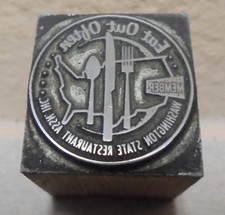 Eat Out Often
MEMBER
WASHINGTON STATE RESTAURANT ASSN. INC.